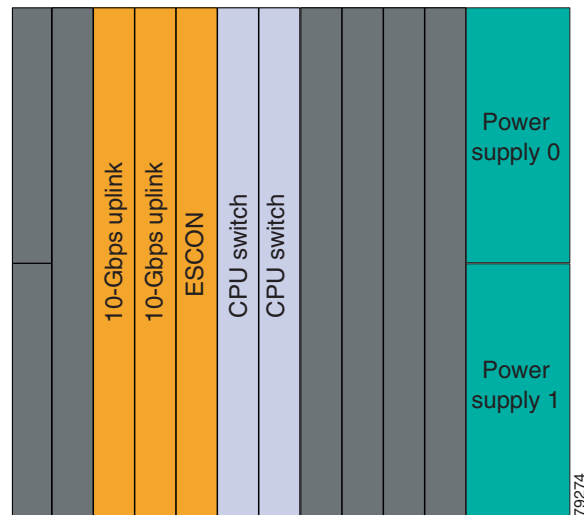 10-Gbps uplink
10-Gbps uplink
ESCON
CPU switch
CPU switch
Power
supply 0
Power
supply 1
79274